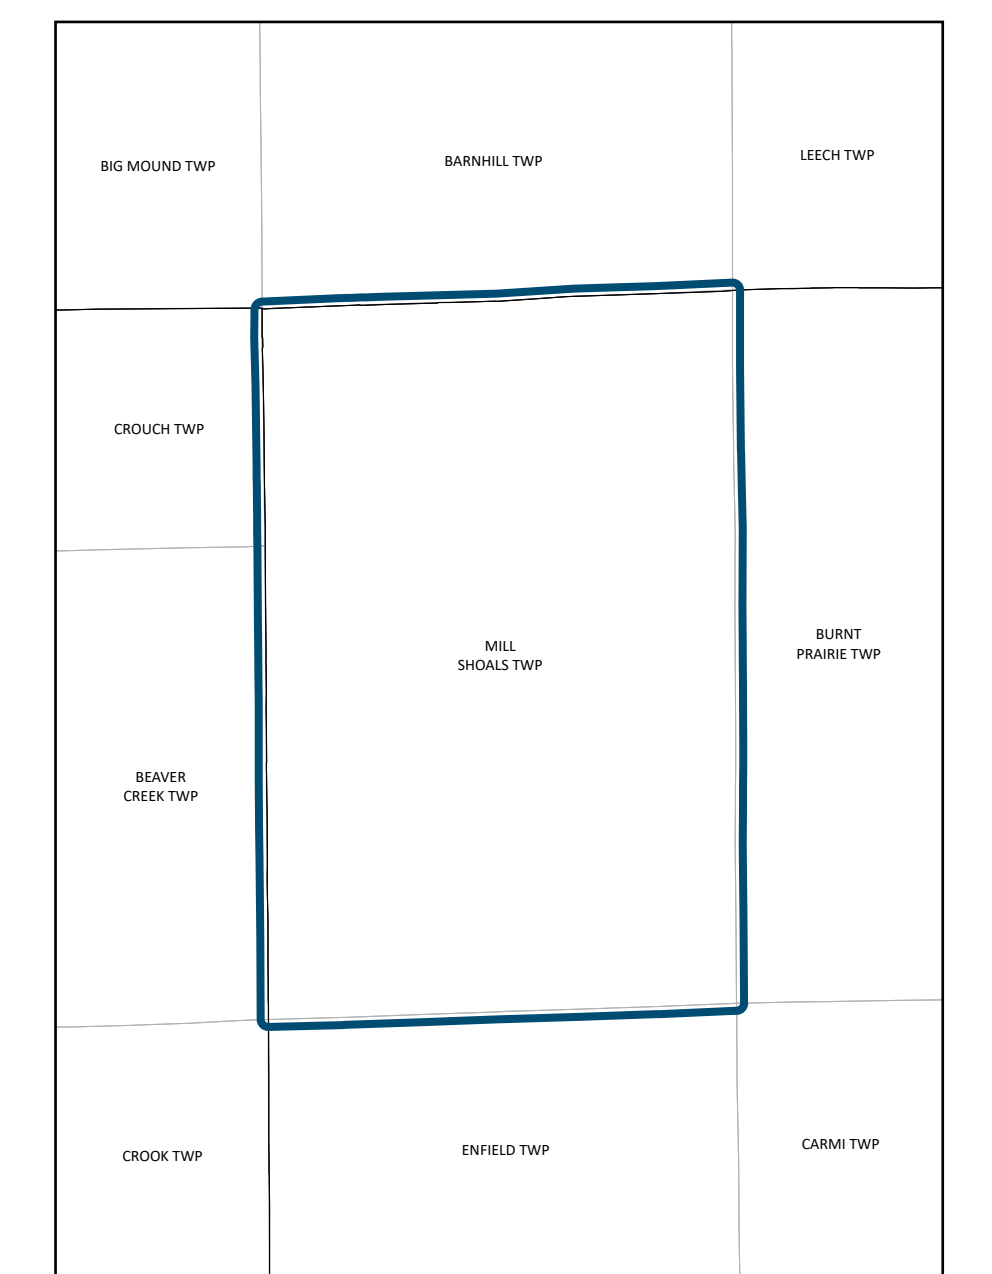 BIG MOUND TWP
BARNHILL TWP
LEECH TWP
CROUCH TWP
MILL
SHOALS TWP
BURNT
PRAIRIE TWP
BEAVER
CREEK TWP
CROOK TWP
ENFIELD TWP
CARMI TWP